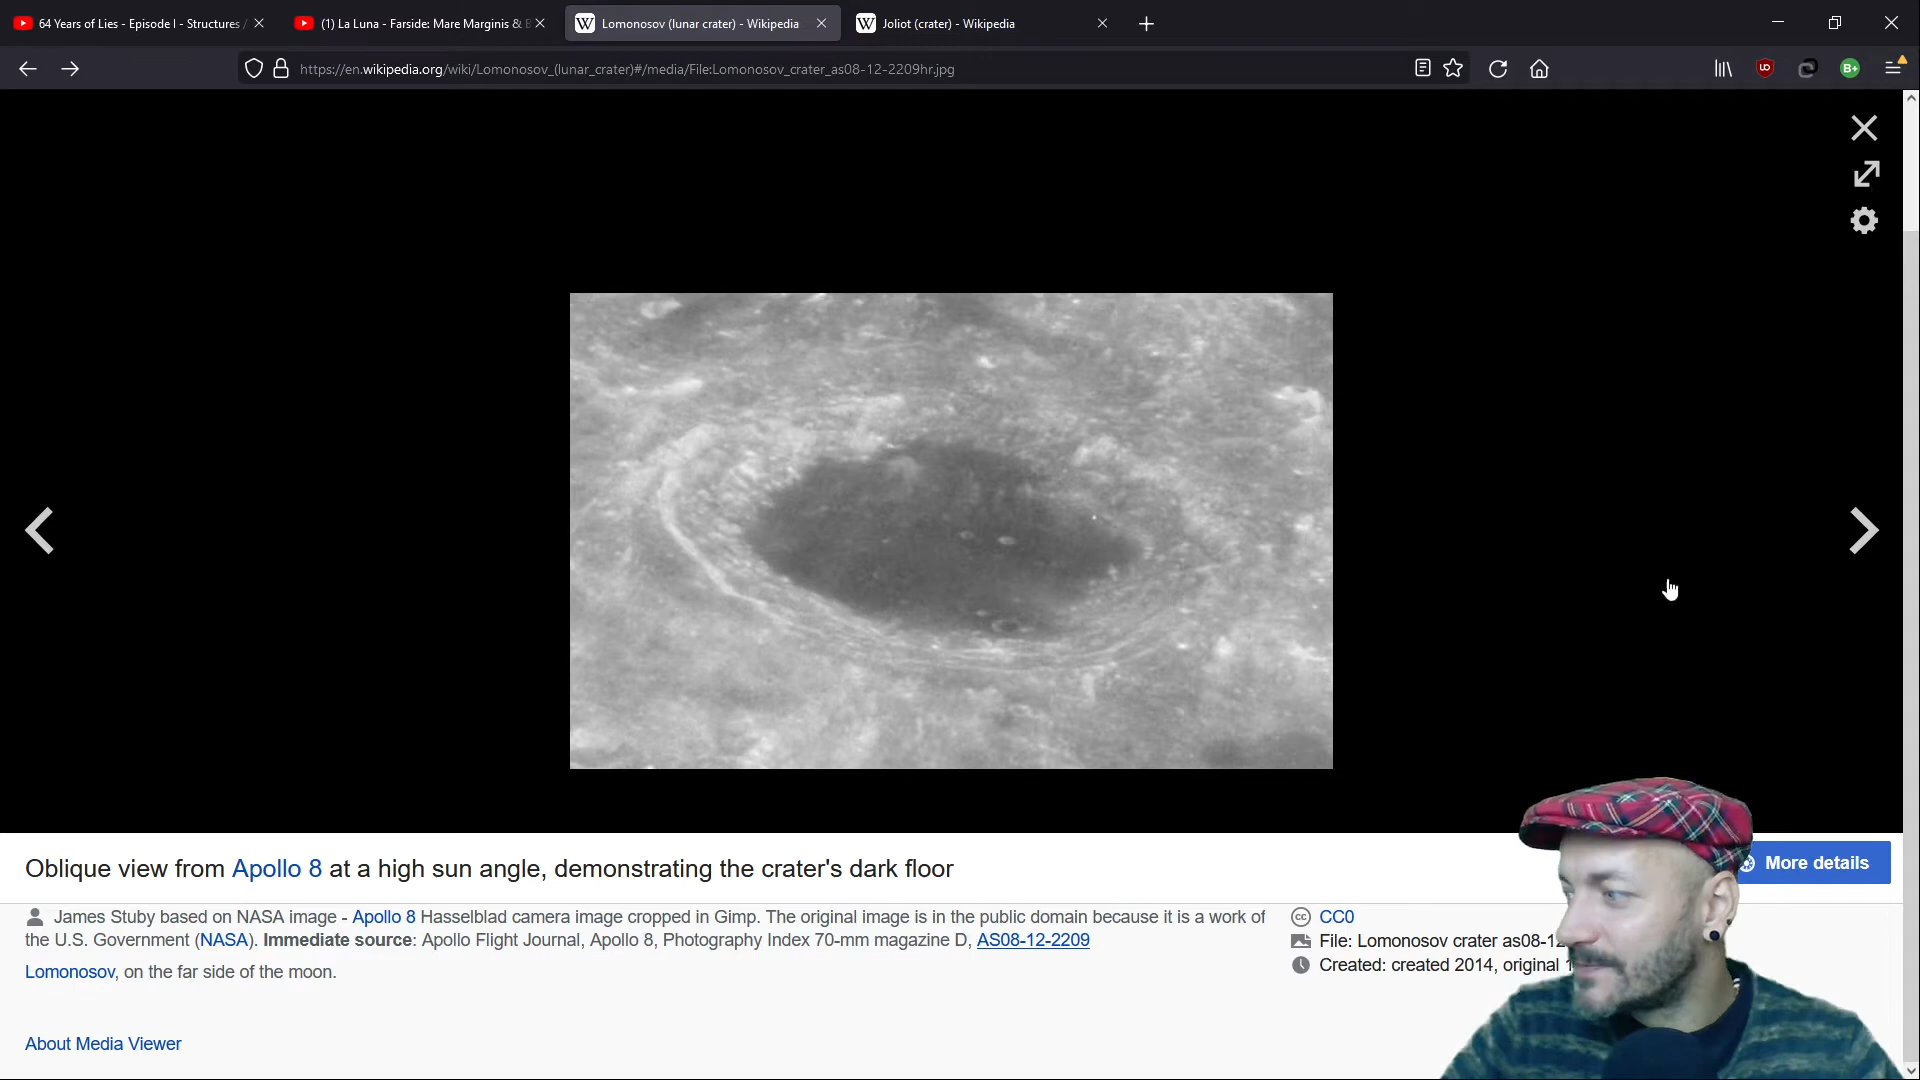 64 Years of Lies - Episode I - Structures
(1) La Luna - Farside: Mare Marginis &
Lomonosov (lunar crater) - Wikipedia
Joliot (crater) - Wikipedia
https://en.wikipedia.org/wiki/Lomonosov_(lunar_crater)#/media/File:Lomonosov_crater_as08-12-2209hr.jpg
Oblique view from Apollo 8 at a high sun angle, demonstrating the crater's dark floor
More details
James Stuby based on NASA image - Apollo 8 Hasselblad camera image cropped in Gimp. The original image is in the public domain because it is a work of
the U.S. Government (NASA). Immediate source: Apollo Flight Journal, Apollo 8, Photography Index 70-mm magazine D, AS08-12-2209
Lomonosov, on the far side of the moon.
CC0
File: Lomonosov crater as08-12
Created: created 2014, original
About Media Viewer